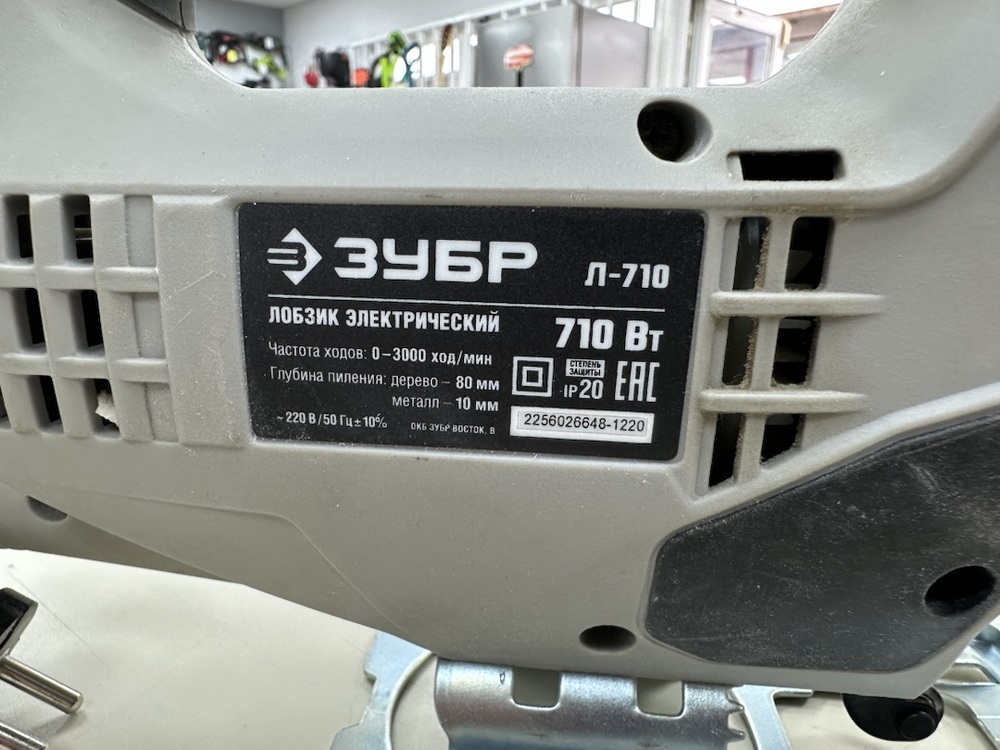 ЗУБР
Л-710
ЛОБЗИК ЭЛЕКТРИЧЕСКИЙ
710 Вт
Частота ходов: 0–3000 ход/мин
Глубина пиления: дерево – 80 мм
металл – 10 мм
СТЕПЕНЬ
ЗАЩИТЫ
IP20
EAC
~220 В/50 Гц±10%
ОКБ ЗУБР ВОСТОК, В
2256026648-1220